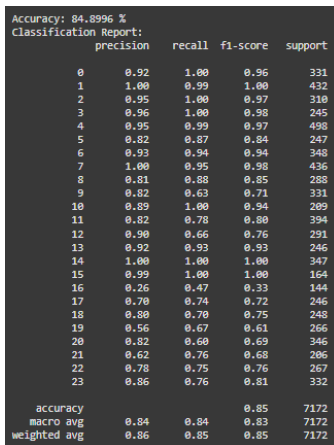 Accuracy: 84.8996 %
Classification Report:
precision recall f1-score support
0 0.92 1.00 0.96 331
1 1.00 0.99 1.00 432
2 0.95 1.00 0.97 310
3 0.96 1.00 0.98 245
4 0.95 0.99 0.97 498
5 0.82 0.87 0.84 247
6 0.93 0.94 0.94 348
7 1.00 0.95 0.98 436
8 0.81 0.88 0.85 288
9 0.82 0.63 0.71 331
10 0.89 1.00 0.94 209
11 0.82 0.78 0.80 394
12 0.90 0.66 0.76 291
13 0.92 0.93 0.93 246
14 1.00 1.00 1.00 347
15 0.99 1.00 1.00 164
16 0.26 0.47 0.33 144
17 0.70 0.74 0.72 246
18 0.80 0.70 0.75 248
19 0.56 0.67 0.61 266
20 0.82 0.60 0.69 346
21 0.62 0.76 0.68 206
22 0.78 0.75 0.76 267
23 0.86 0.76 0.81 332
accuracy 0.85 7172
macro avg 0.84 0.84 0.83 7172
weighted avg 0.86 0.85 0.85 7172